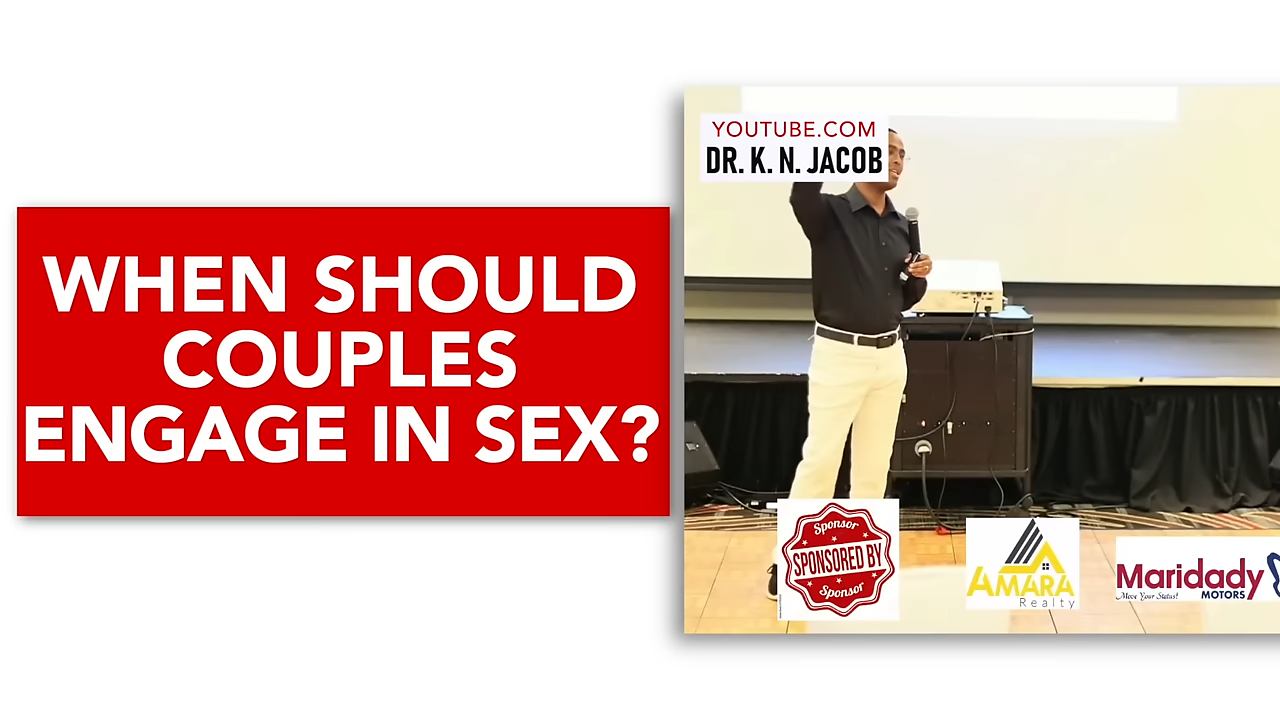 WHEN SHOULD
COUPLES
ENGAGE IN SEX?
YOUTUBE.COM
DR. K. N. JACOB
Sponsor
SPONSORED BY
Sponsor
AMARA
Realty
Maridady
Move Your Status!
MOTORS